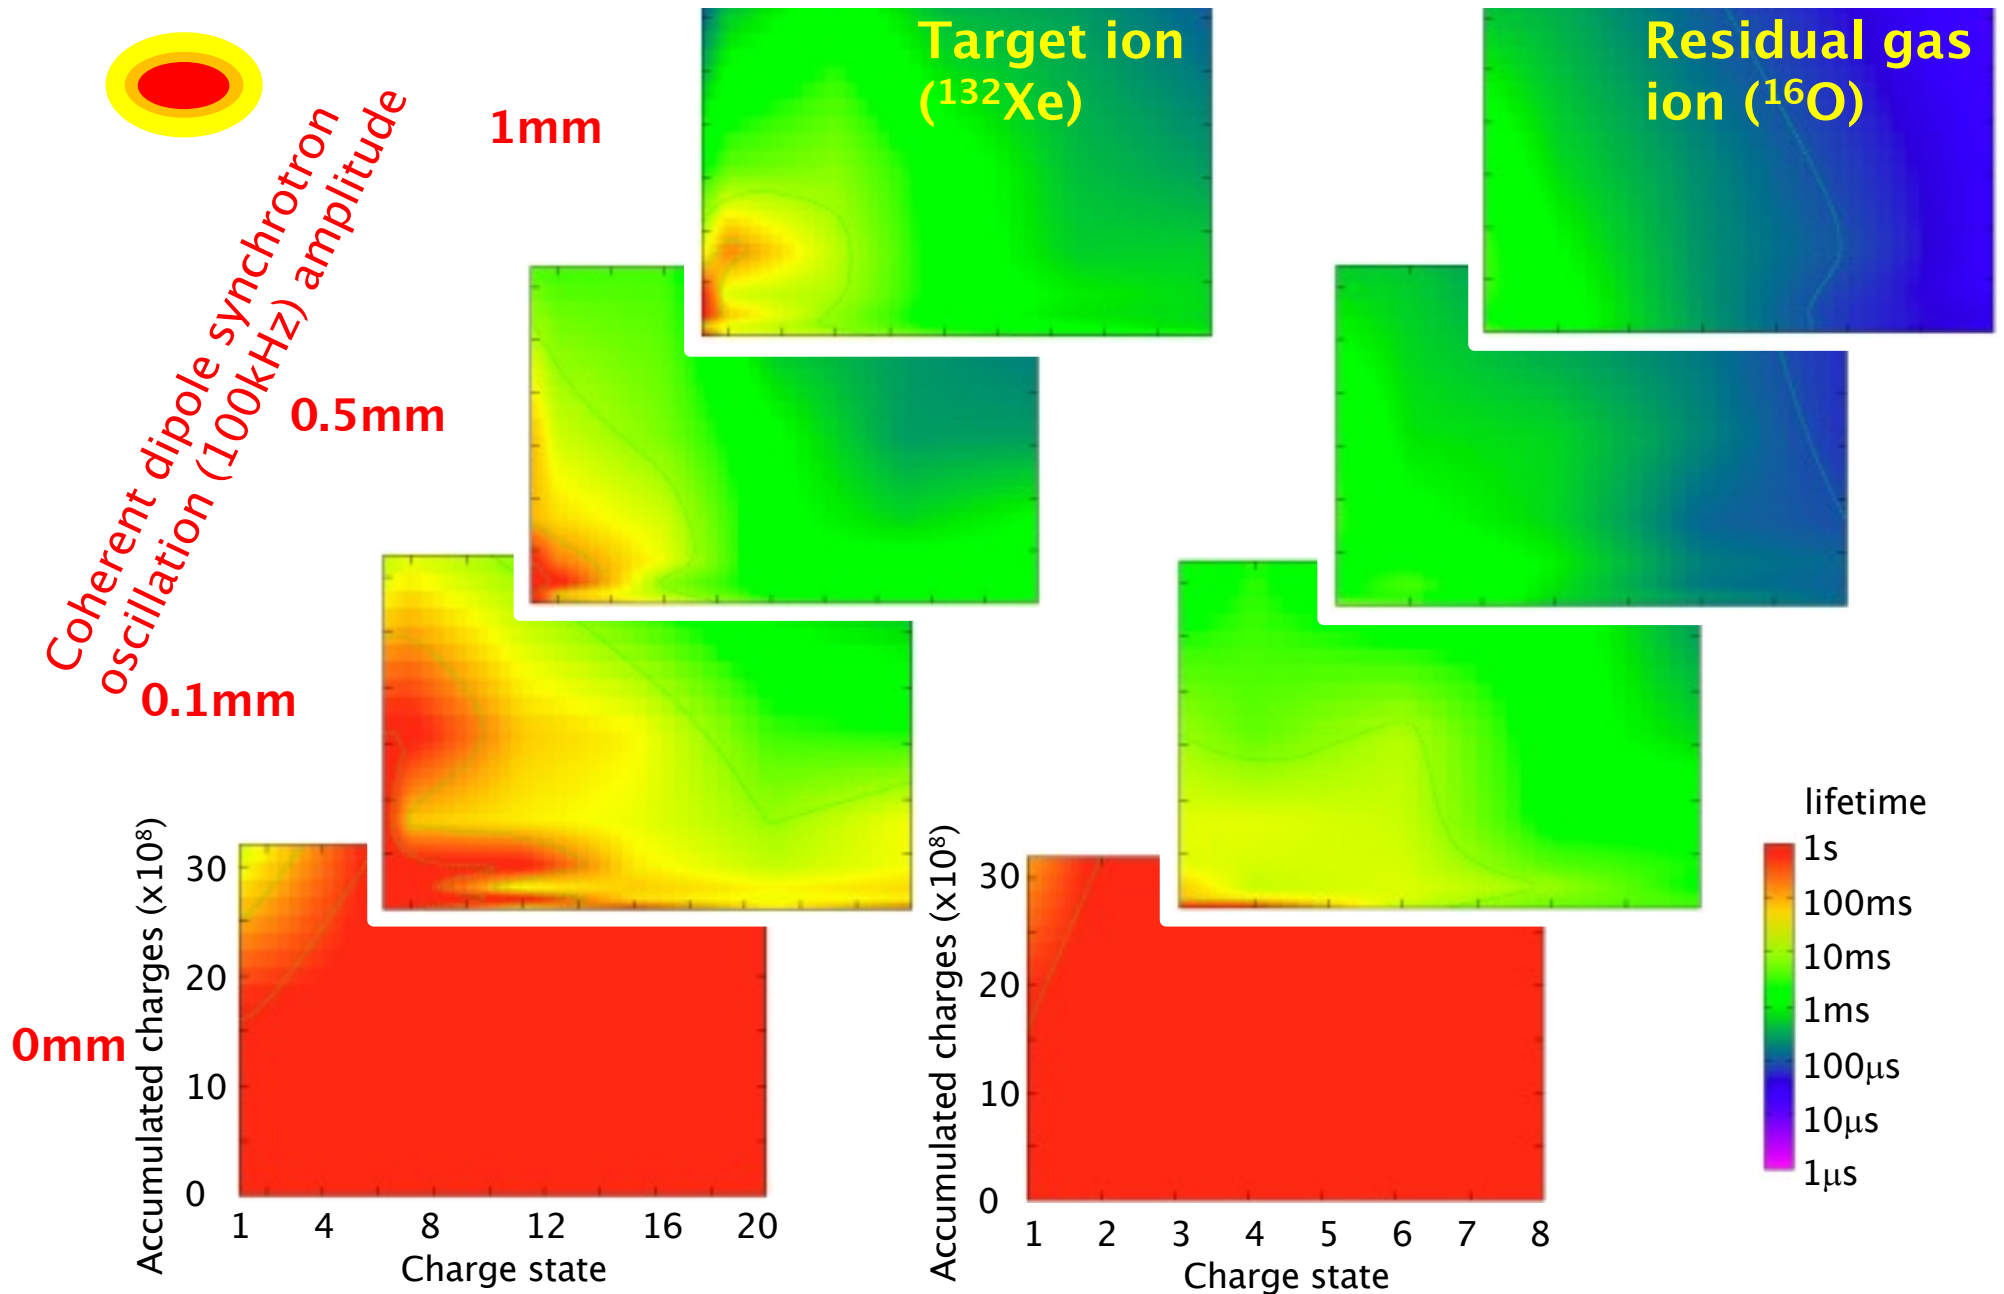 Target ion
(¹³²Xe)
Residual gas
ion (¹⁶O)
Coherent dipole synchrotron
oscillation (100kHz) amplitude
1mm
0.5mm
0.1mm
0mm
Accumulated charges (x10⁸)
30
20
10
0
1 4 8 12 16 20
Charge state
Accumulated charges (x10⁸)
30
20
10
0
1 2 3 4 5 6 7 8
Charge state
lifetime
1s
100ms
10ms
1ms
100μs
10μs
1μs